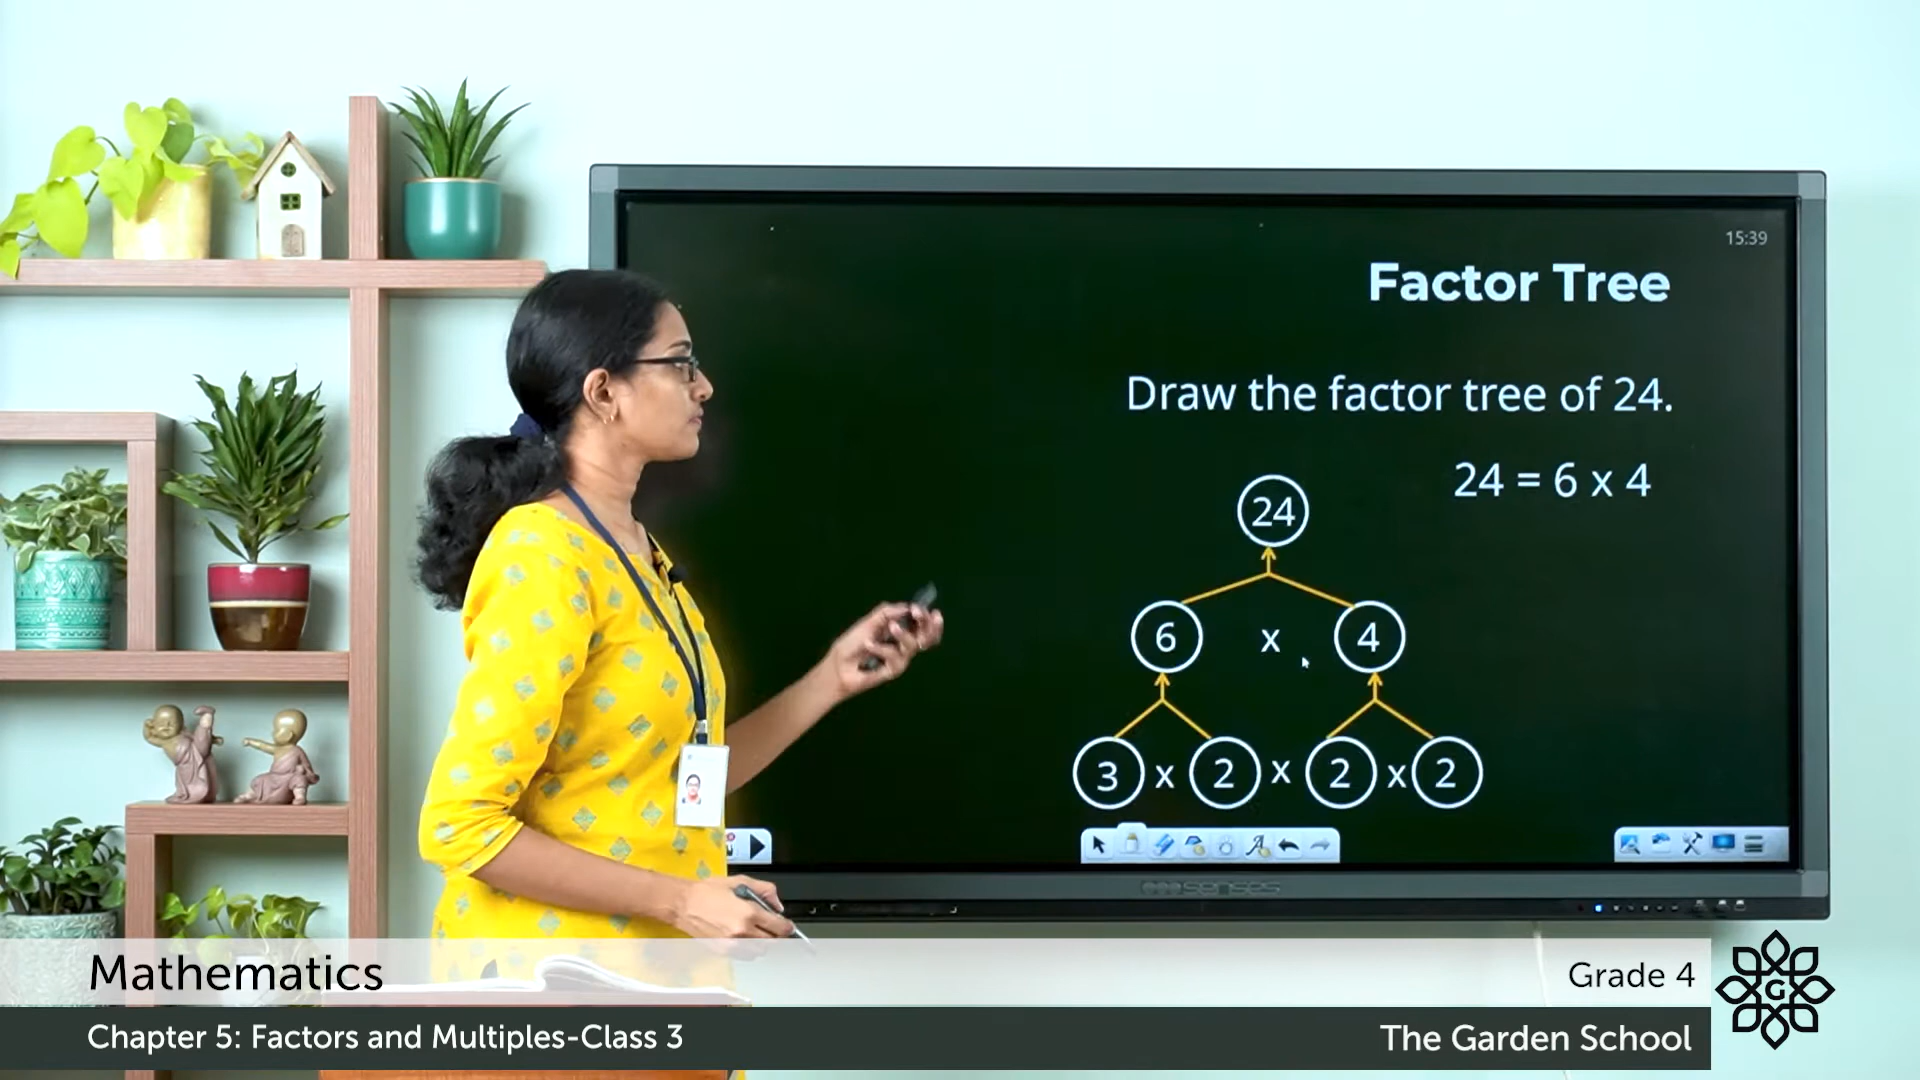 15:39
Factor Tree
Draw the factor tree of 24.
24 = 6 x 4
24
6 x 4
3 x 2 x 2 x 2
Mathematics
Grade 4
Chapter 5: Factors and Multiples-Class 3
The Garden School
G